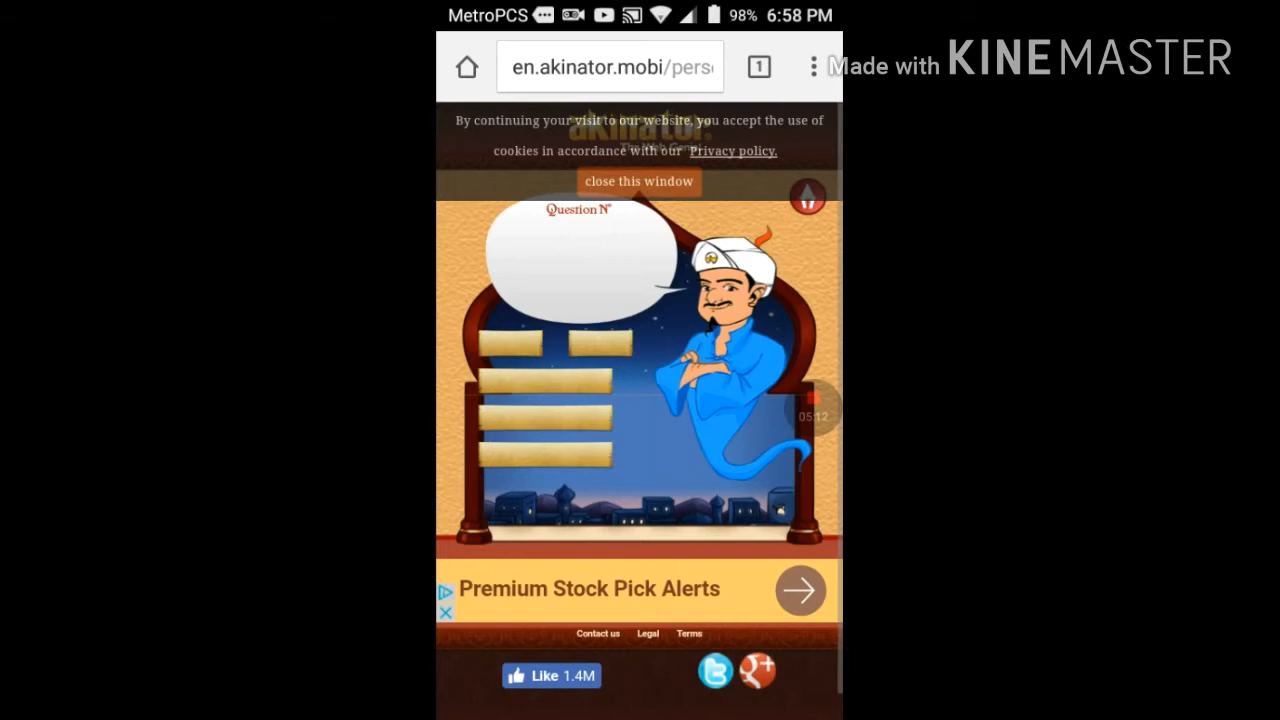 MetroPCS 98% 6:58 PM
en.akinator.mobi/pers
1
Made with KINEMASTER
akinator.
By continuing your visit to our website, you accept the use of
cookies in accordance with our Privacy policy.
close this window
Question N°
05:12
Premium Stock Pick Alerts
Contact us Legal Terms
Like 1.4M